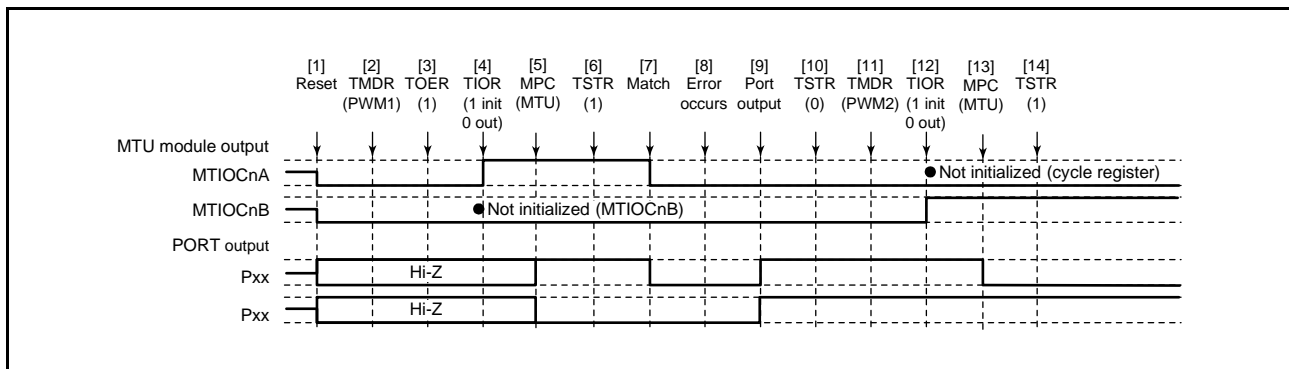 [1] [2] [3] [4] [5] [6] [7] [8] [9] [10] [11] [12] [13] [14]
Reset TMDR TOER TIOR MPC TSTR Match Error Port TSTR TMDR TIOR MPC TSTR
(PWM1) (1) (1 init (MTU) (1) occurs output (0) (PWM2) (1 init (MTU) (1)
0 out) 0 out)
MTU module output
MTIOCnA ● Not initialized (cycle register)
MTIOCnB ● Not initialized (MTIOCnB)
PORT output
Pxx Hi-Z
Pxx Hi-Z